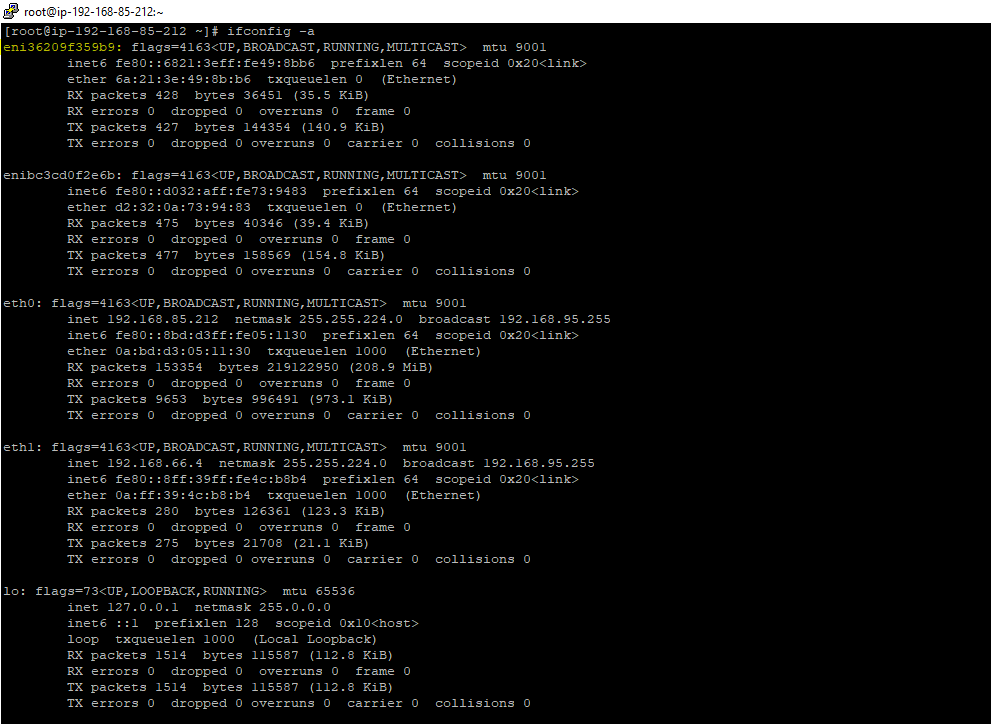 root@ip-192-168-85-212:~
[root@ip-192-168-85-212 ~]# ifconfig -a
eni36209f359b9: flags=4163<UP,BROADCAST,RUNNING,MULTICAST>  mtu 9001
        inet6 fe80::6821:3eff:fe49:8bb6  prefixlen 64  scopeid 0x20<link>
        ether 6a:21:3e:49:8b:b6  txqueuelen 0  (Ethernet)
        RX packets 428  bytes 36451 (35.5 KiB)
        RX errors 0  dropped 0  overruns 0  frame 0
        TX packets 427  bytes 144354 (140.9 KiB)
        TX errors 0  dropped 0 overruns 0  carrier 0  collisions 0

enibc3cd0f2e6b: flags=4163<UP,BROADCAST,RUNNING,MULTICAST>  mtu 9001
        inet6 fe80::d032:aff:fe73:9483  prefixlen 64  scopeid 0x20<link>
        ether d2:32:0a:73:94:83  txqueuelen 0  (Ethernet)
        RX packets 475  bytes 40346 (39.4 KiB)
        RX errors 0  dropped 0  overruns 0  frame 0
        TX packets 477  bytes 158569 (154.8 KiB)
        TX errors 0  dropped 0 overruns 0  carrier 0  collisions 0

eth0: flags=4163<UP,BROADCAST,RUNNING,MULTICAST>  mtu 9001
        inet 192.168.85.212  netmask 255.255.224.0  broadcast 192.168.95.255
        inet6 fe80::8bd:d3ff:fe05:1130  prefixlen 64  scopeid 0x20<link>
        ether 0a:bd:d3:05:11:30  txqueuelen 1000  (Ethernet)
        RX packets 153354  bytes 219122950 (208.9 MiB)
        RX errors 0  dropped 0  overruns 0  frame 0
        TX packets 9653  bytes 996491 (973.1 KiB)
        TX errors 0  dropped 0 overruns 0  carrier 0  collisions 0

eth1: flags=4163<UP,BROADCAST,RUNNING,MULTICAST>  mtu 9001
        inet 192.168.66.4  netmask 255.255.224.0  broadcast 192.168.95.255
        inet6 fe80::8ff:39ff:fe4c:b8b4  prefixlen 64  scopeid 0x20<link>
        ether 0a:ff:39:4c:b8:b4  txqueuelen 1000  (Ethernet)
        RX packets 280  bytes 126361 (123.3 KiB)
        RX errors 0  dropped 0  overruns 0  frame 0
        TX packets 275  bytes 21708 (21.1 KiB)
        TX errors 0  dropped 0 overruns 0  carrier 0  collisions 0

lo: flags=73<UP,LOOPBACK,RUNNING>  mtu 65536
        inet 127.0.0.1  netmask 255.0.0.0
        inet6 ::1  prefixlen 128  scopeid 0x10<host>
        loop  txqueuelen 1000  (Local Loopback)
        RX packets 1514  bytes 115587 (112.8 KiB)
        RX errors 0  dropped 0  overruns 0  frame 0
        TX packets 1514  bytes 115587 (112.8 KiB)
        TX errors 0  dropped 0 overruns 0  carrier 0  collisions 0